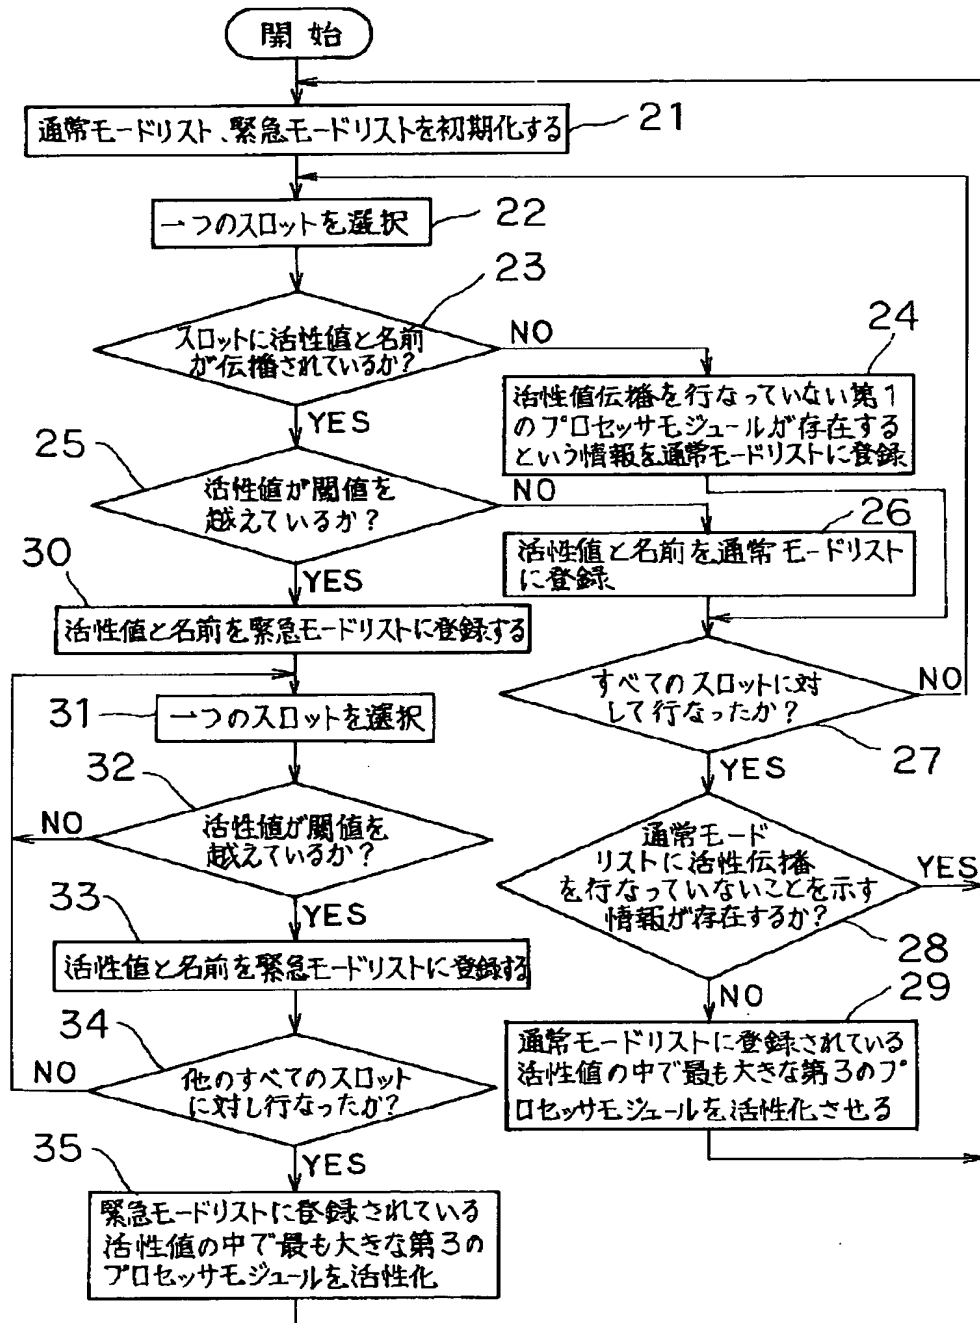 開始
通常モードリスト、緊急モードリストを初期化する
21
一つのスロットを選択
22
23
スロットに活性値と名前
が伝播されているか?
NO
24
活性値伝播を行なっていない第1
のプロセッサモジュールが存在する
という情報を通常モードリストに登録
YES
25
活性値が閾値を
越えているか?
NO
26
活性値と名前を通常モードリスト
に登録
YES
30
活性値と名前を緊急モードリストに登録する
すべてのスロットに対
して行なったか?
NO
27
YES
31
一つのスロットを選択
32
活性値が閾値を
越えているか?
NO
YES
通常モード
リストに活性伝播
を行なっていないことを示す
情報が存在するか?
YES
28
NO
33
活性値と名前を緊急モードリストに登録する
29
通常モードリストに登録されている
活性値の中で最も大きな第3のプ
ロセッサモジュールを活性化させる
34
他のすべてのスロット
に対し行なったか?
NO
YES
35
緊急モードリストに登録されている
活性値の中で最も大きな第3の
プロセッサモジュールを活性化